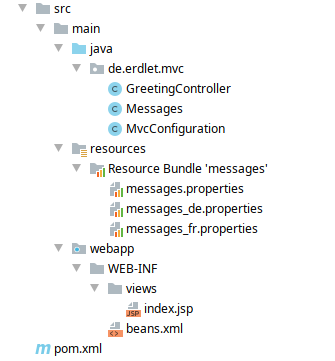 src
main
java
de.erdlet.mvc
GreetingController
Messages
MvcConfiguration
resources
Resource Bundle 'messages'
messages.properties
messages_de.properties
messages_fr.properties
webapp
WEB-INF
views
index.jsp
beans.xml
pom.xml